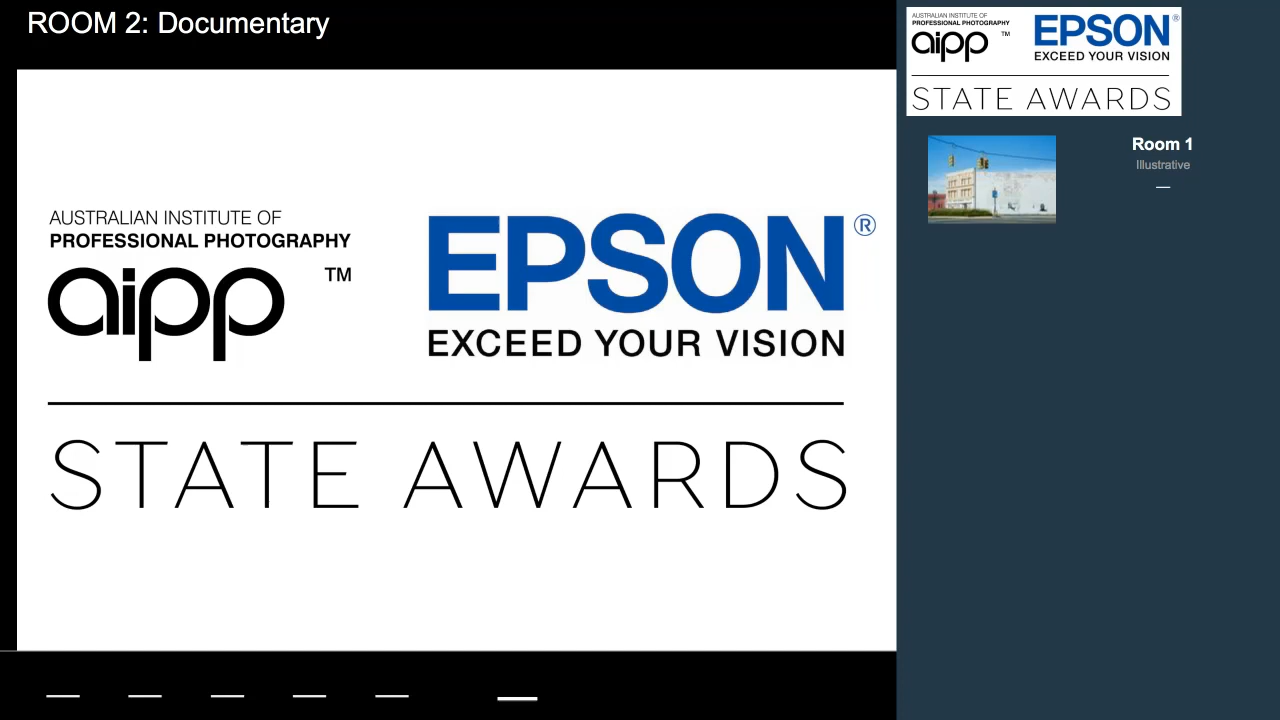 ROOM 2: Documentary
AUSTRALIAN INSTITUTE OF
PROFESSIONAL PHOTOGRAPHY
aipp TM
EPSON®
EXCEED YOUR VISION
STATE AWARDS
AUSTRALIAN INSTITUTE OF
PROFESSIONAL PHOTOGRAPHY
aipp TM
EPSON®
EXCEED YOUR VISION
STATE AWARDS
Room 1
Illustrative